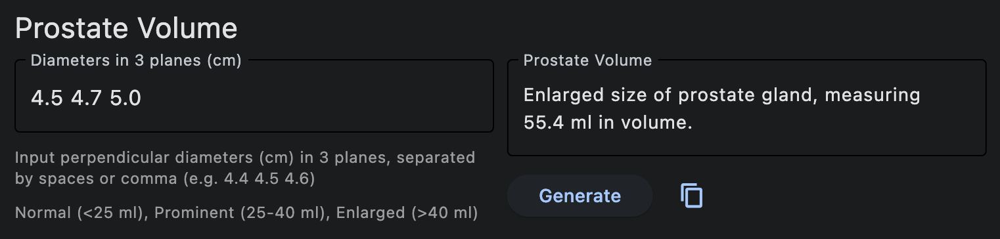 Prostate Volume
Diameters in 3 planes (cm)
4.5 4.7 5.0
Input perpendicular diameters (cm) in 3 planes, separated
by spaces or comma (e.g. 4.4 4.5 4.6)
Normal (<25 ml), Prominent (25-40 ml), Enlarged (>40 ml)
Prostate Volume
Enlarged size of prostate gland, measuring
55.4 ml in volume.
Generate